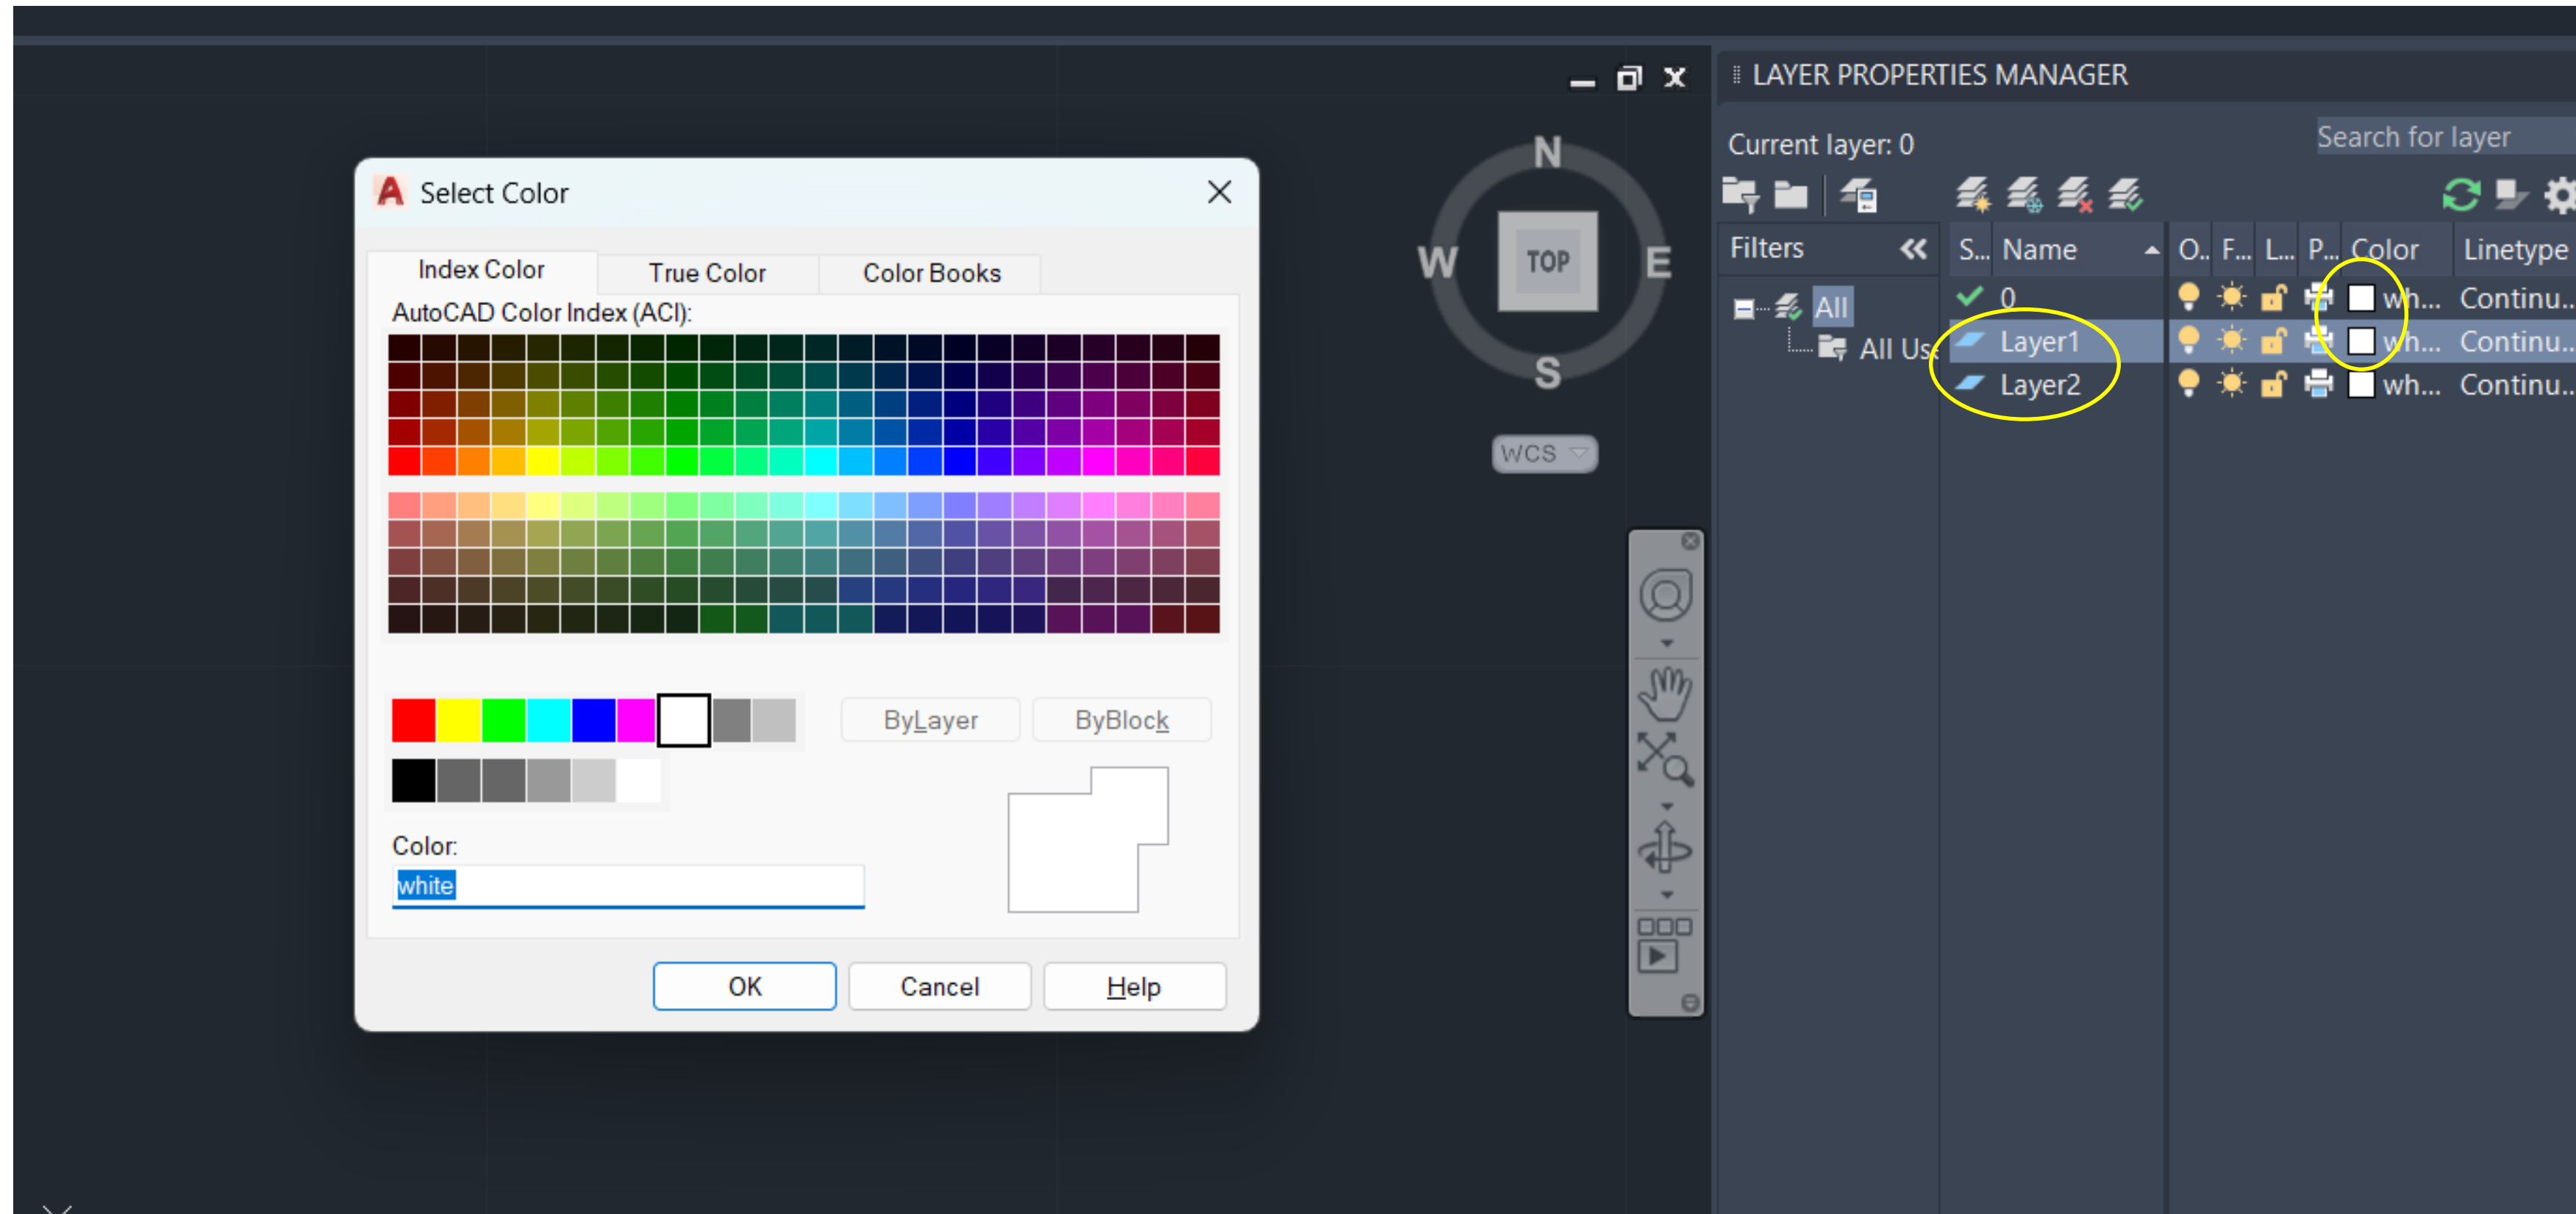 LAYER PROPERTIES MANAGER
Current layer: 0
Search for layer
Filters
S... Name O.. F... L... P... Color Linetype
All
All Us
0 wh... Continu...
Layer1 wh... Continu...
Layer2 wh... Continu...
N
W TOP E
S
WCS
A Select Color
Index Color True Color Color Books
AutoCAD Color Index (ACI):
ByLayer ByBlock
Color:
white
OK Cancel Help